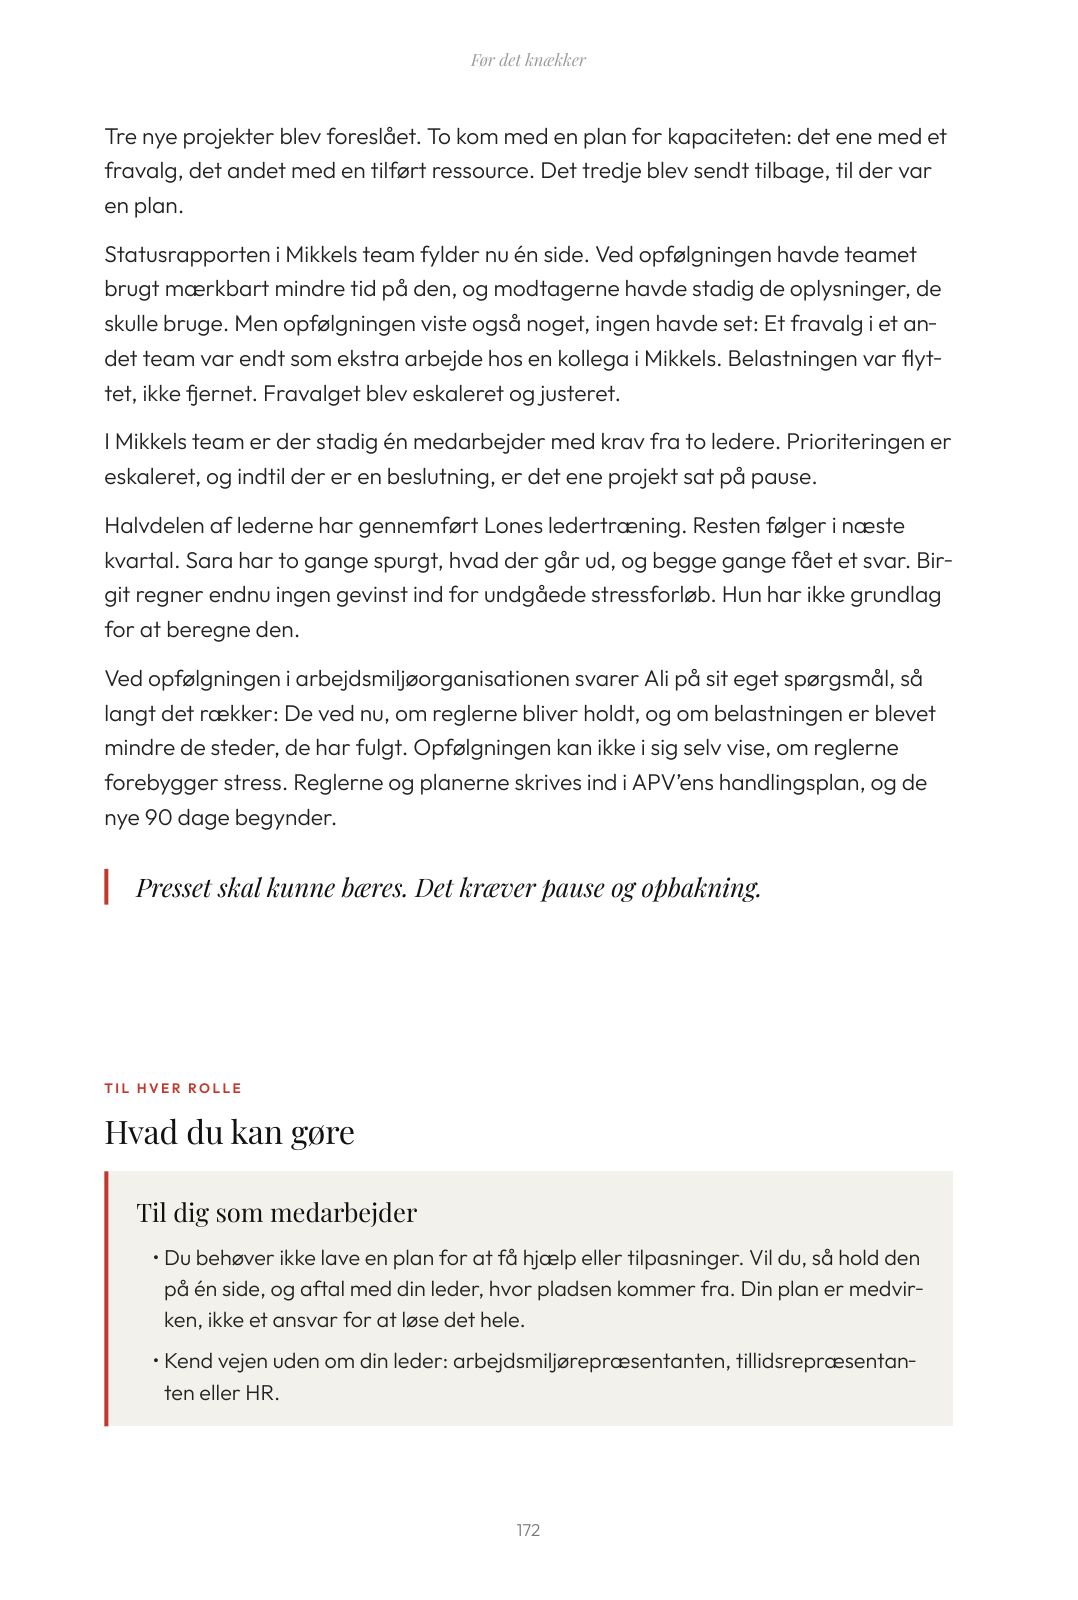 Før det knækker
Tre nye projekter blev foreslået. To kom med en plan for kapaciteten: det ene med et
fravalg, det andet med en tilført ressource. Det tredje blev sendt tilbage, til der var
en plan.
Statusrapporten i Mikkels team fylder nu én side. Ved opfølgningen havde teamet
brugt mærkbart mindre tid på den, og modtagerne havde stadig de oplysninger, de
skulle bruge. Men opfølgningen viste også noget, ingen havde set: Et fravalg i et an-
det team var endt som ekstra arbejde hos en kollega i Mikkels. Belastningen var flyt-
tet, ikke fjernet. Fravalget blev eskaleret og justeret.
I Mikkels team er der stadig én medarbejder med krav fra to ledere. Prioriteringen er
eskaleret, og indtil der er en beslutning, er det ene projekt sat på pause.
Halvdelen af lederne har gennemført Lones ledertræning. Resten følger i næste
kvartal. Sara har to gange spurgt, hvad der går ud, og begge gange fået et svar. Bir-
git regner endnu ingen gevinst ind for undgåede stressforløb. Hun har ikke grundlag
for at beregne den.
Ved opfølgningen i arbejdsmiljøorganisationen svarer Ali på sit eget spørgsmål, så
langt det rækker: De ved nu, om reglerne bliver holdt, og om belastningen er blevet
mindre de steder, de har fulgt. Opfølgningen kan ikke i sig selv vise, om reglerne
forebygger stress. Reglerne og planerne skrives ind i APV’ens handlingsplan, og de
nye 90 dage begynder.
Presset skal kunne bæres. Det kræver pause og opbakning.
TIL HVER ROLLE
Hvad du kan gøre
Til dig som medarbejder
• Du behøver ikke lave en plan for at få hjælp eller tilpasninger. Vil du, så hold den
på én side, og aftal med din leder, hvor pladsen kommer fra. Din plan er medvir-
ken, ikke et ansvar for at løse det hele.
• Kend vejen uden om din leder: arbejdsmiljørepræsentanten, tillidsrepræsentan-
ten eller HR.
172